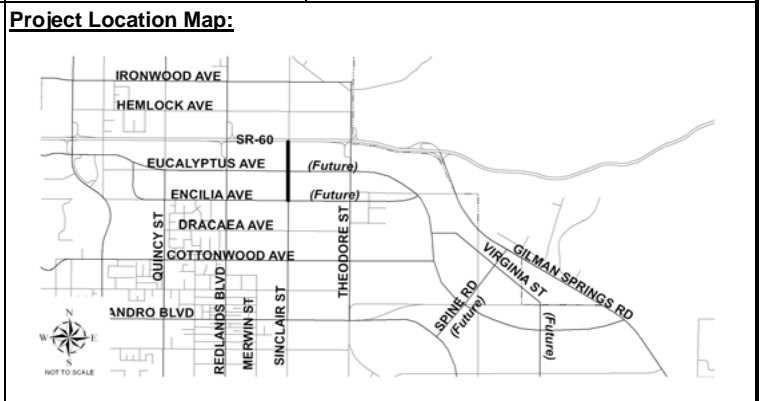 Project Location Map:
IRONWOOD AVE
HEMLOCK AVE
SR-60
EUCALYPTUS AVE
(Future)
ENCILIA AVE
(Future)
DRACAEA AVE
COTTONWOOD AVE
QUINCY ST
REDLANDS BLVD
MERWIN ST
SINCLAIR ST
THEODORE ST
GILMAN SPRINGS RD
VIRGINIA ST
SPINE RD
(Future)
(Future)
ANDRO BLVD
N
W
E
S
NOT TO SCALE